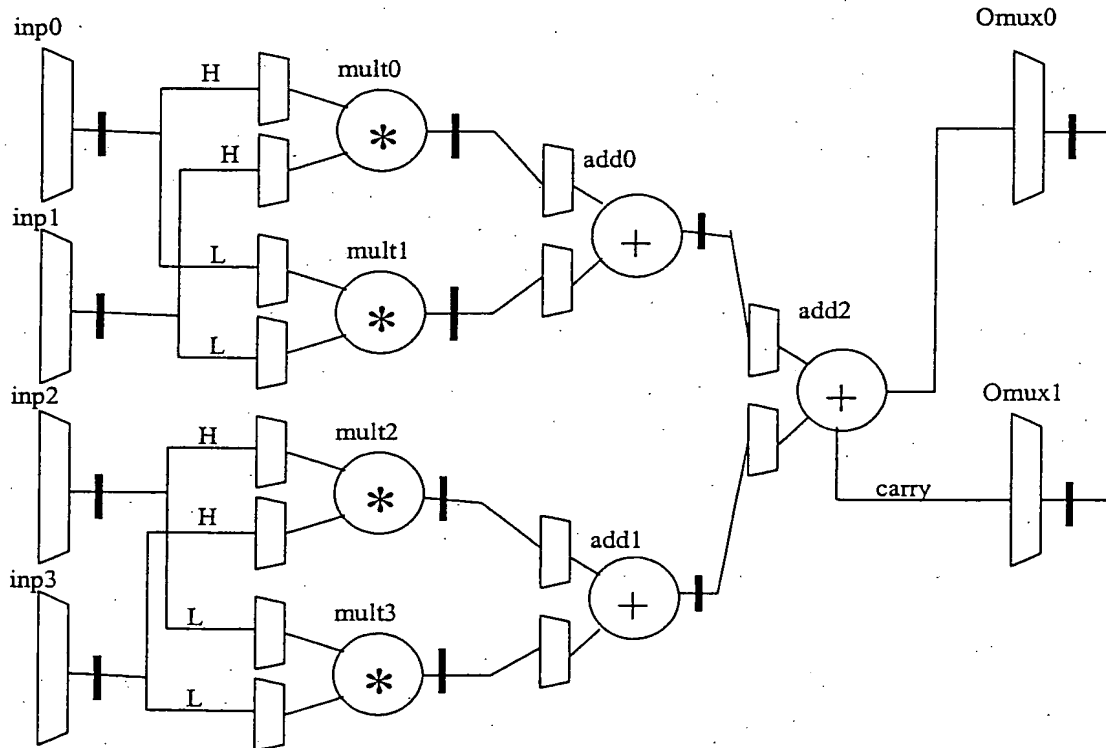 inp0
Omux0
H
mult0
*
H
add0
+
inp1
L
mult1
*
L
add2
+
inp2
Omux1
H
mult2
*
carry
H
add1
+
inp3
L
mult3
*
L